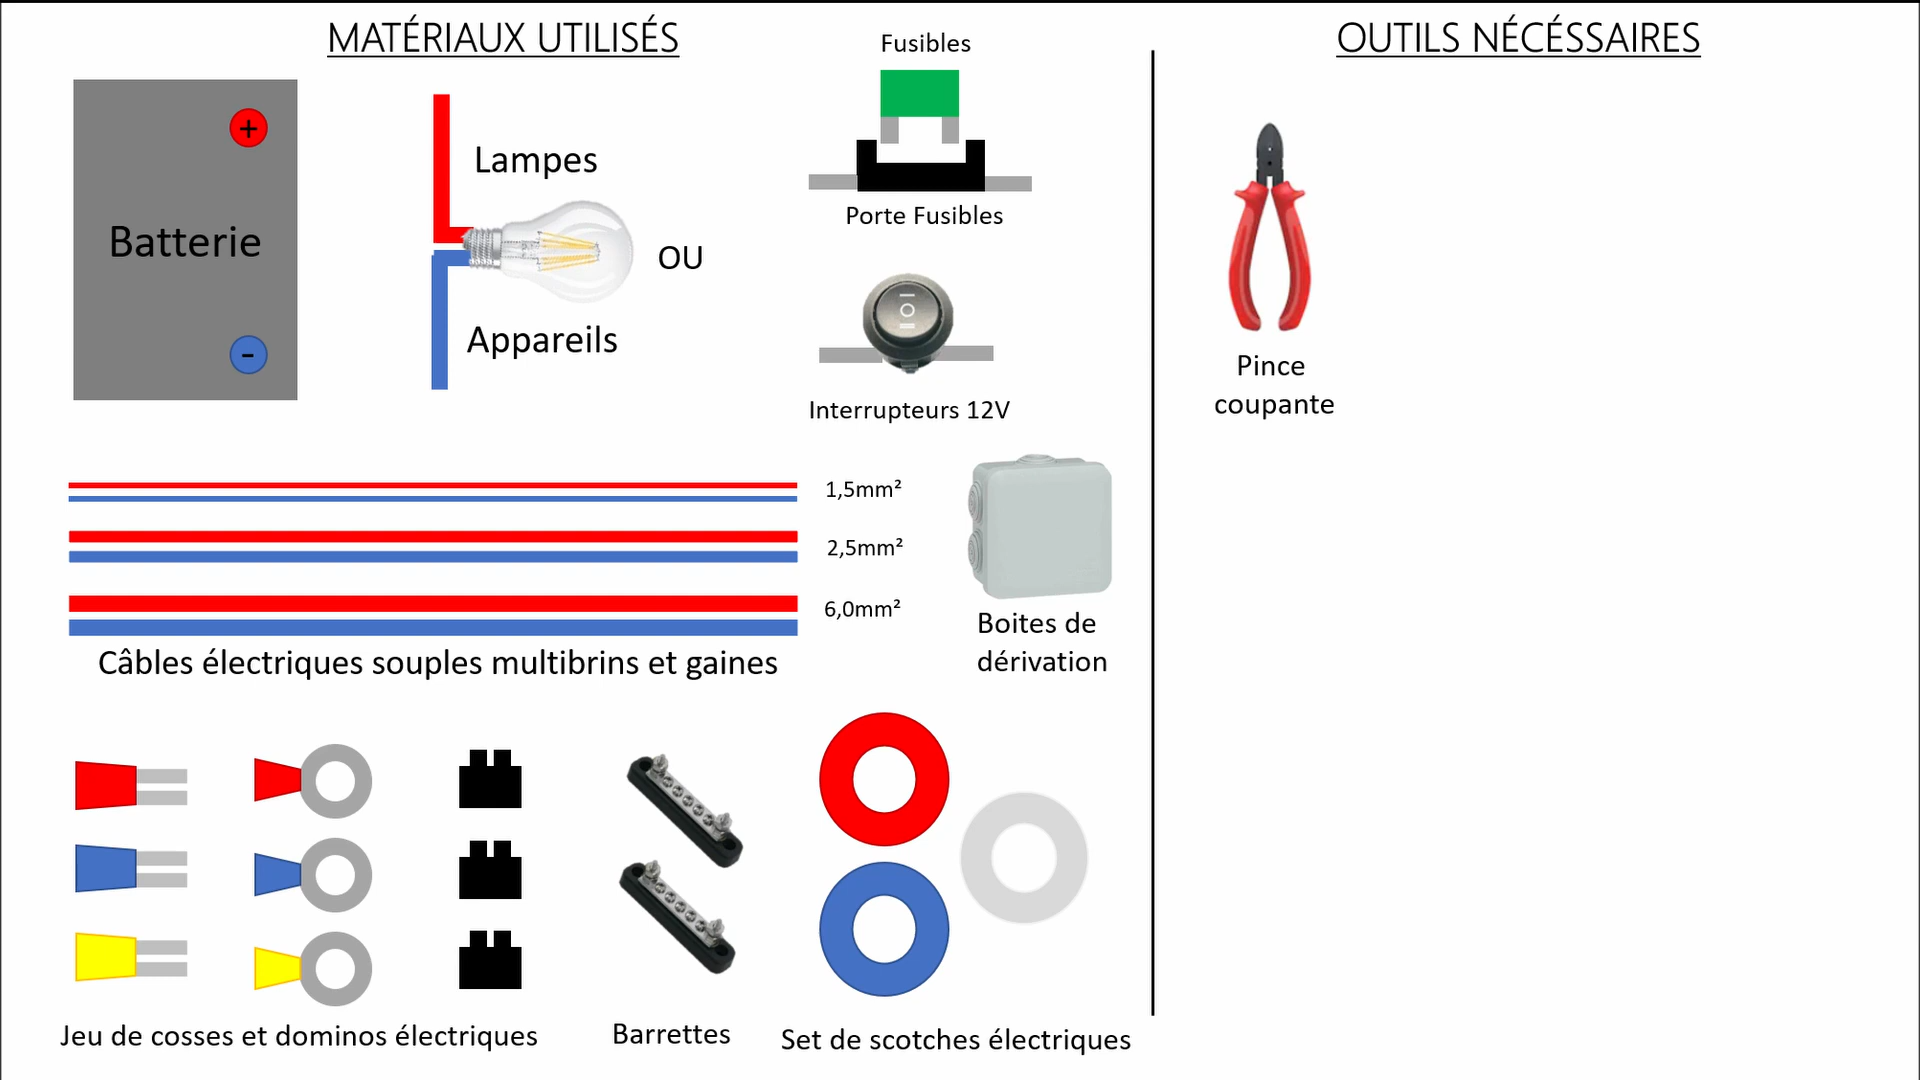 MATÉRIAUX UTILISÉS
Fusibles
+
Lampes
Batterie
Porte Fusibles
OU
-
Appareils
Interrupteurs 12V
1,5mm²
2,5mm²
6,0mm²
Câbles électriques souples multibrins et gaines
Boites de
dérivation
Jeu de cosses et dominos électriques
Barrettes
Set de scotches électriques
OUTILS NÉCÉSSAIRES
Pince
coupante